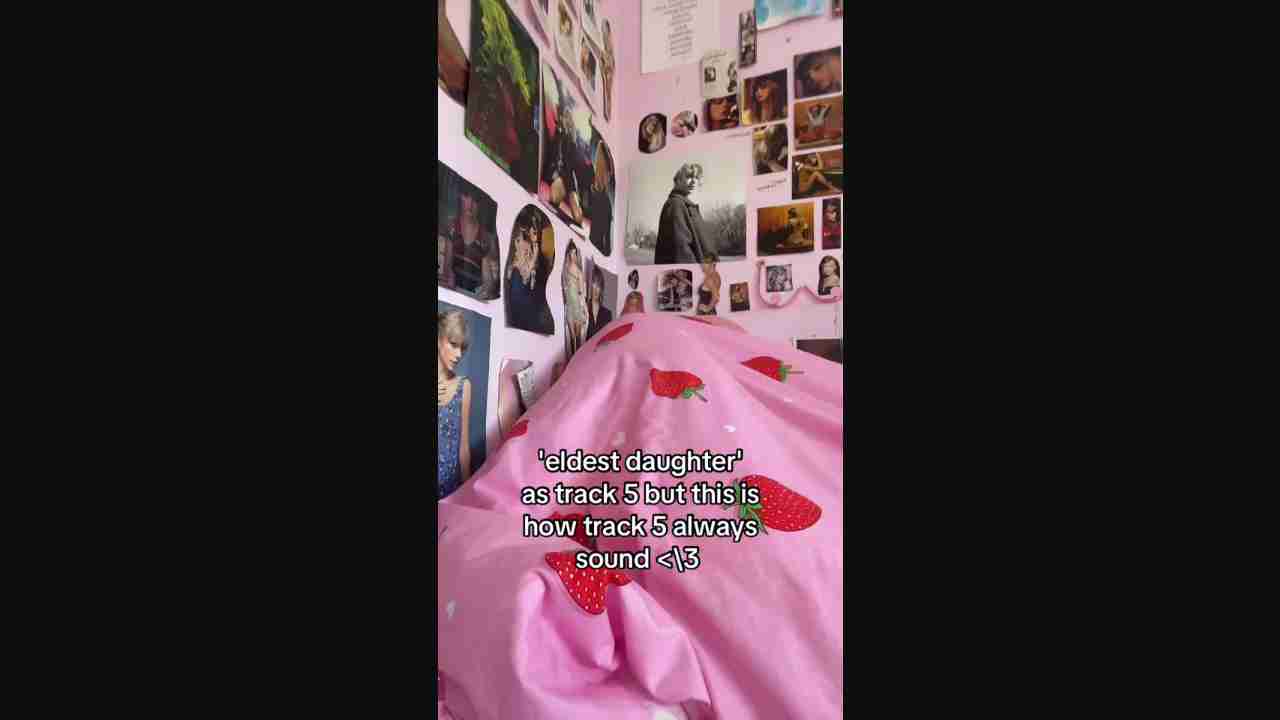 'eldest daughter'
as track 5 but this is
how track 5 always
sound <\3